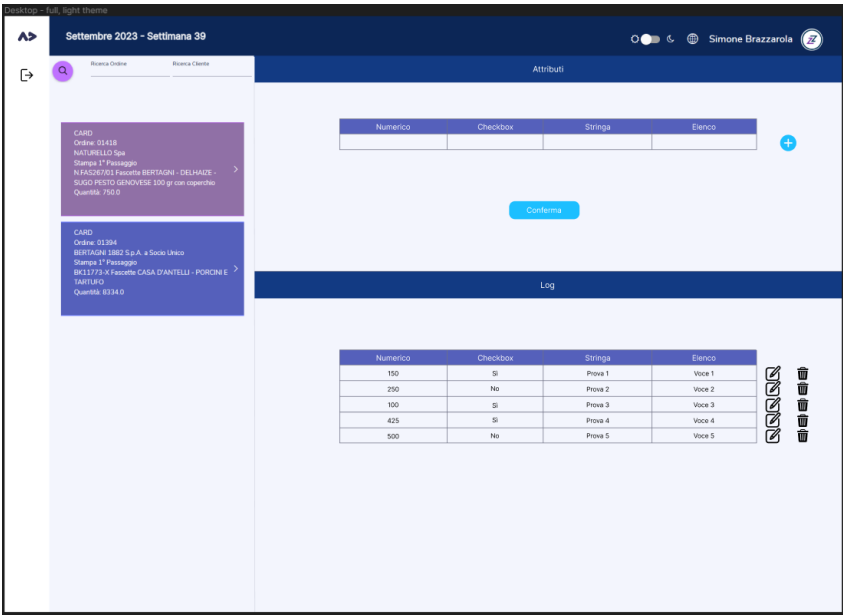 Desktop – full, light theme
Settembre 2023 - Settimana 39
Simone Brazzarola
Ricerca Ordine Ricerca Cliente
CARD
Ordine: 01418
NATURELLO Spa
Stampa 1° Passaggio
N.FAS267/01 Fascetta BERTAGNI - DELHAIZE -
SUGO PESTO GENOVESE 100 gr con coperchio
Quantità: 750.0
CARD
Ordine: 01394
BERTAGNI 1882 S.p.A. a Socio Unico
Stampa 1° Passaggio
BK11773-X Fascette CASA D'ANTELLI - PORCINI E
TARTUFO
Quantità: 8334.0
Attributi
Numerico Checkbox Stringa Elenco
Conferma
Log
Numerico Checkbox Stringa Elenco
150 Sì Prova 1 Voce 1
250 No Prova 2 Voce 2
100 Sì Prova 3 Voce 3
425 Sì Prova 4 Voce 4
500 No Prova 5 Voce 5